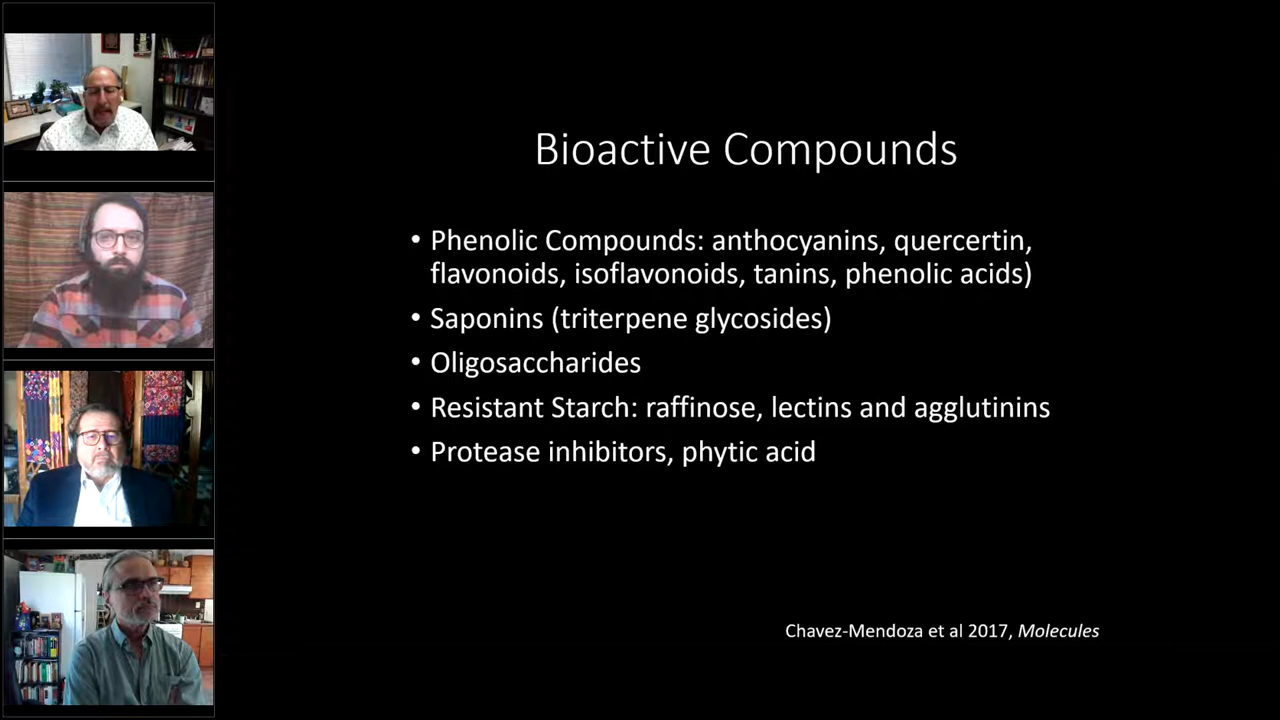 Bioactive Compounds
• Phenolic Compounds: anthocyanins, quercertin,
flavonoids, isoflavonoids, tanins, phenolic acids)
• Saponins (triterpene glycosides)
• Oligosaccharides
• Resistant Starch: raffinose, lectins and agglutinins
• Protease inhibitors, phytic acid
Chavez-Mendoza et al 2017, Molecules